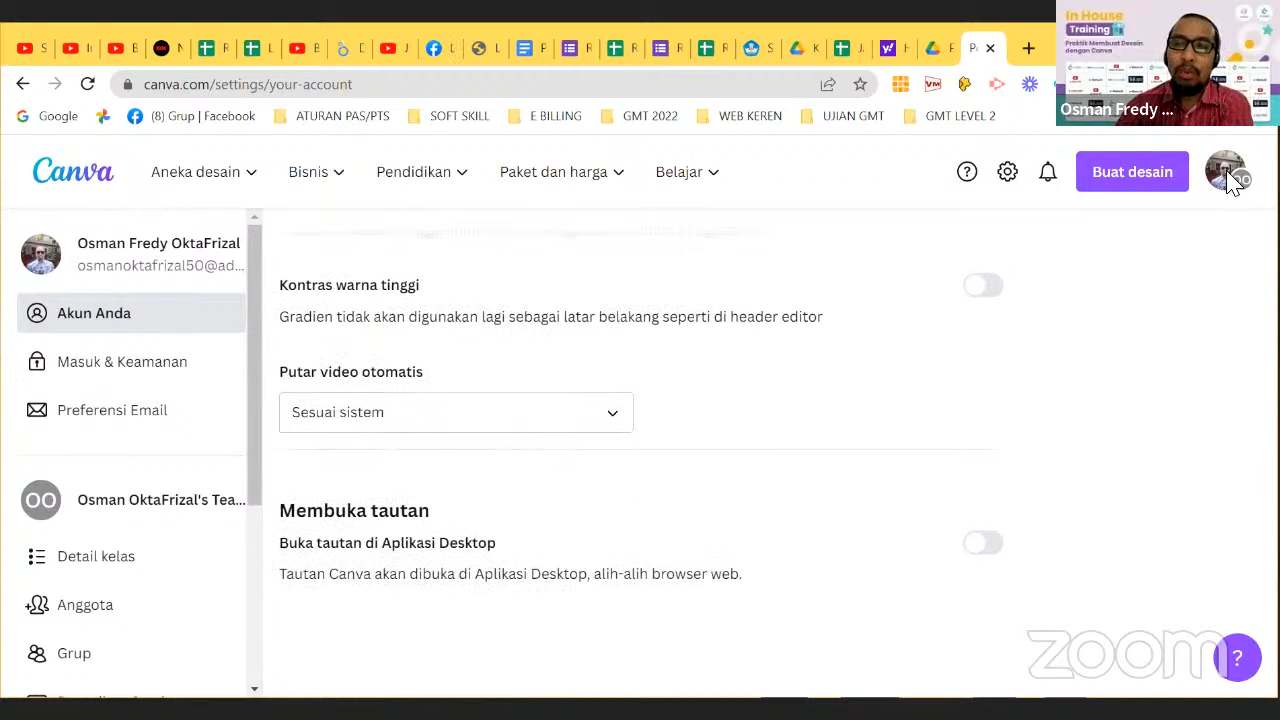 In House
Training
Praktik Membuat Desain
dengan Canva
Osman Fredy ...
canva.com/settings/your-account
Google
(8) Grup | Facebook
SOFT SKILL
E BILLING
GMT 2022
WEB KEREN
UJIAN GMT
GMT LEVEL 2
Canva
Aneka desain
Bisnis
Pendidikan
Paket dan harga
Belajar
Buat desain
Osman Fredy OktaFrizal
osmanoktafrizal50@ad...
Akun Anda
Masuk & Keamanan
Preferensi Email
OO
Osman OktaFrizal's Tea...
Detail kelas
Anggota
Grup
Kontras warna tinggi
Gradien tidak akan digunakan lagi sebagai latar belakang seperti di header editor
Putar video otomatis
Sesuai sistem
Membuka tautan
Buka tautan di Aplikasi Desktop
Tautan Canva akan dibuka di Aplikasi Desktop, alih-alih browser web.
zoom
?